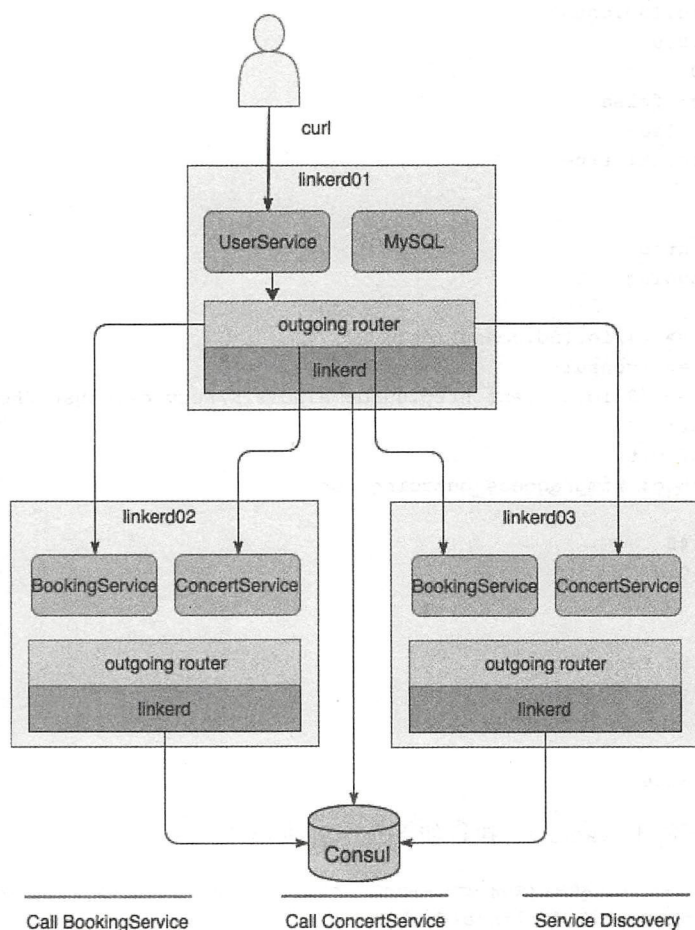 curl
linkerd01
UserService
MySQL
outgoing router
linkerd
linkerd02
linkerd03
BookingService
ConcertService
BookingService
ConcertService
outgoing router
outgoing router
linkerd
linkerd
Consul
Call BookingService
Call ConcertService
Service Discovery